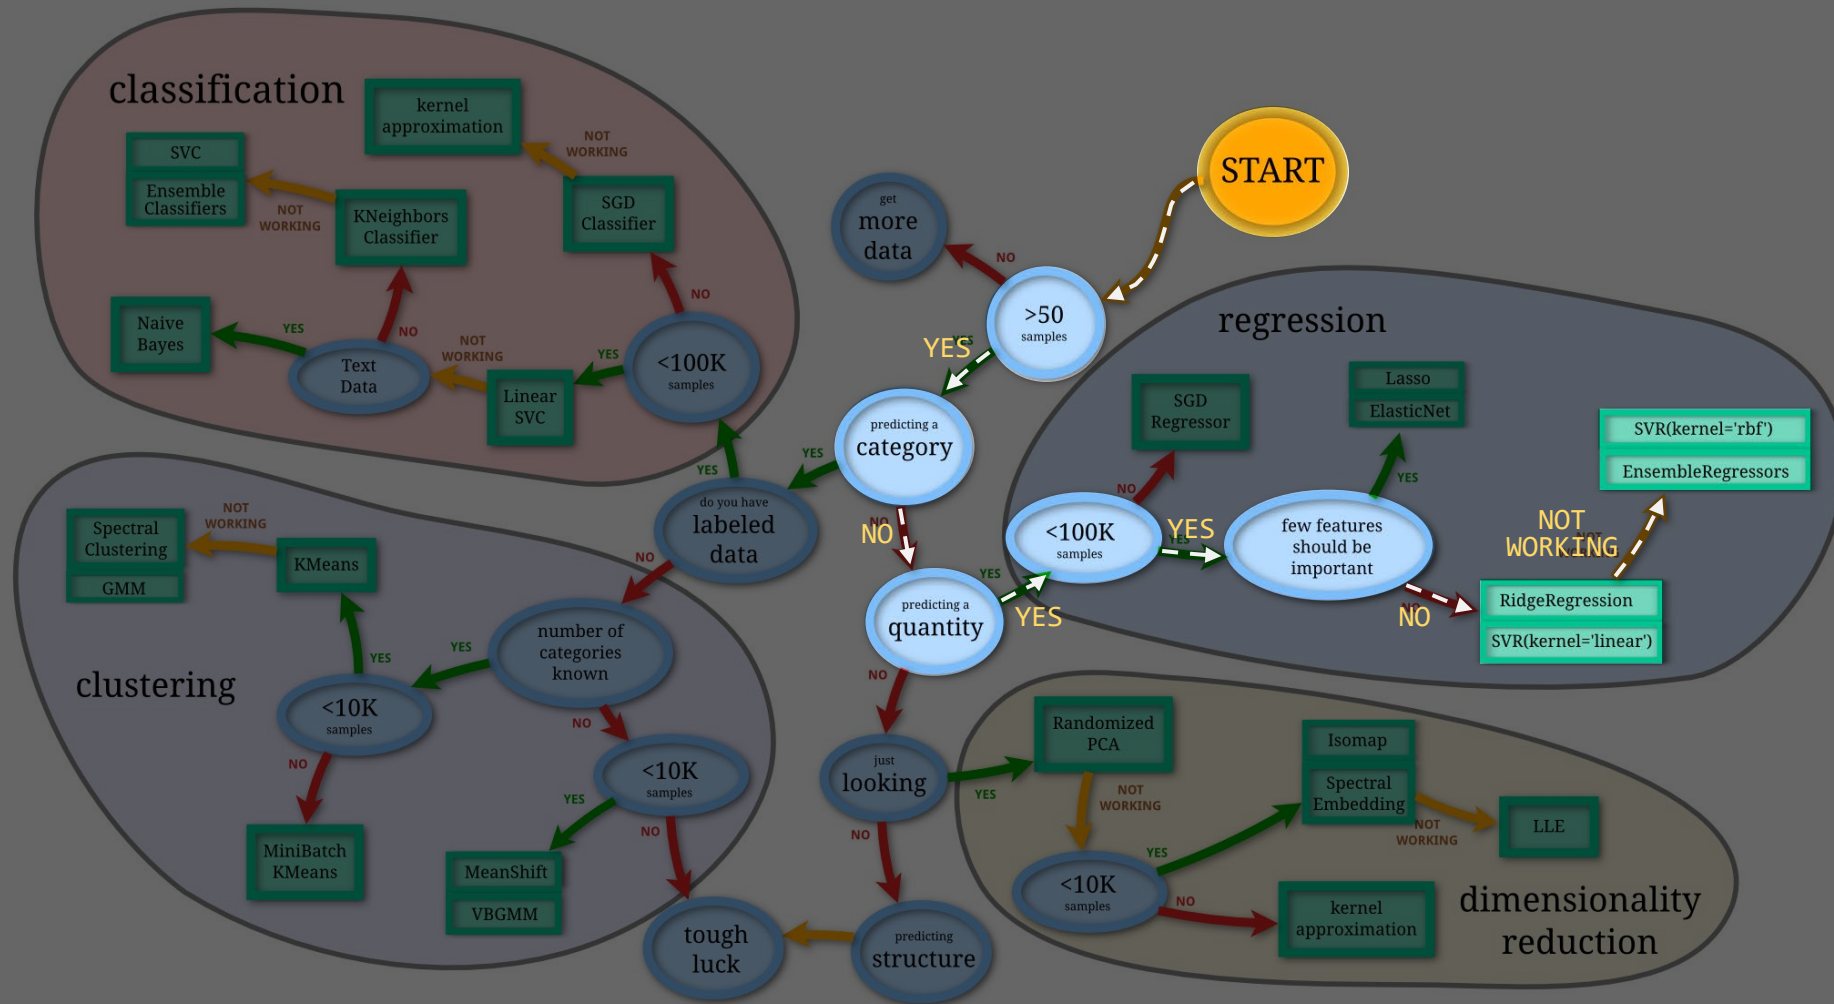 classification
kernel
approximation
NOT
WORKING
SVC
Ensemble
Classifiers
NOT
WORKING
KNeighbors
Classifier
SGD
Classifier
NO
Naive
Bayes
YES
NO
Text
Data
NOT
WORKING
Linear
SVC
YES
<100K
samples
START
get
more
data
NO
>50
samples
YES
YES
predicting a
category
YES
YES
do you have
labeled
data
NO
NO
NO
predicting a
quantity
YES
YES
NO
regression
SGD
Regressor
NO
<100K
samples
YES
YES
few features
should be
important
YES
Lasso
ElasticNet
SVR(kernel='rbf')
EnsembleRegressors
NOT
WORKING
NOT
WORKING
NO
NO
RidgeRegression
SVR(kernel='linear')
clustering
Spectral
Clustering
GMM
NOT
WORKING
KMeans
YES
YES
number of
categories
known
<10K
samples
NO
NO
<10K
samples
YES
NO
MiniBatch
KMeans
MeanShift
VBGMM
just
looking
YES
NO
tough
luck
predicting
structure
Randomized
PCA
NOT
WORKING
YES
<10K
samples
NO
Isomap
Spectral
Embedding
NOT
WORKING
LLE
kernel
approximation
dimensionality
reduction